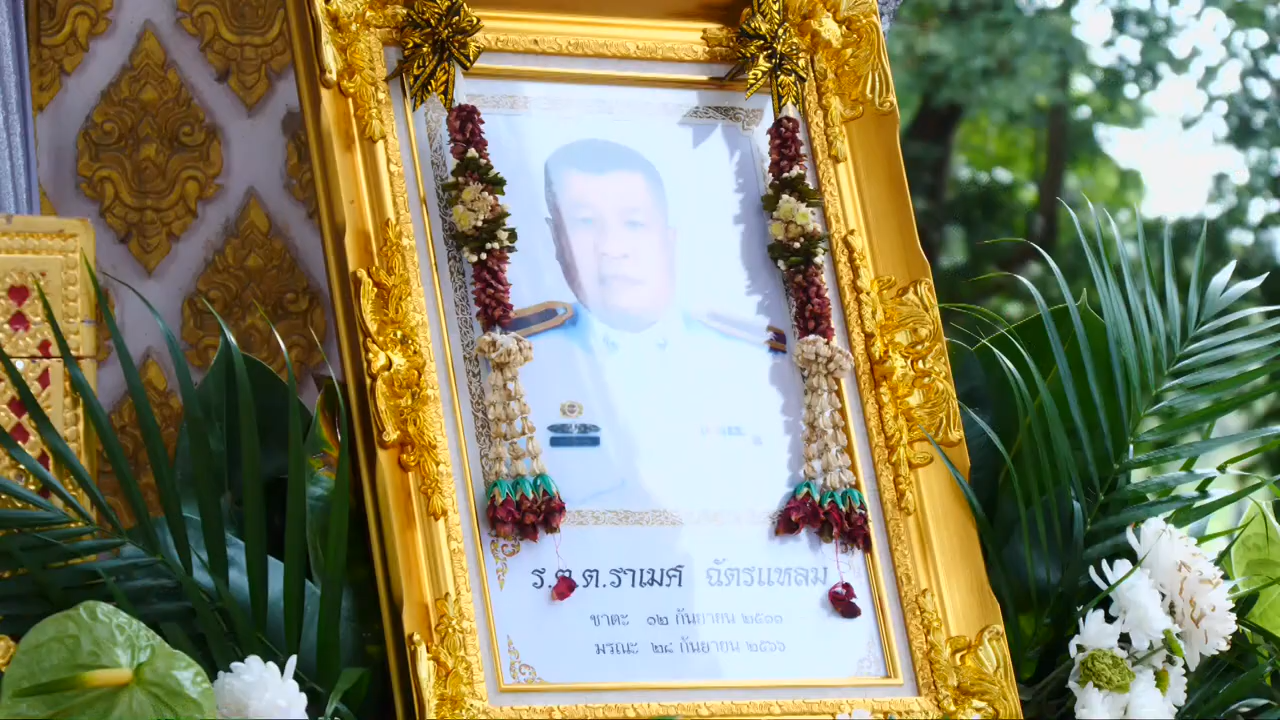 ร.ต.ต.ราเมศ ฉัตรแหลม
ชาตะ ๑๒ กันยายน ๒๕๑๑
มรณะ ๒๘ กันยายน ๒๕๖๖